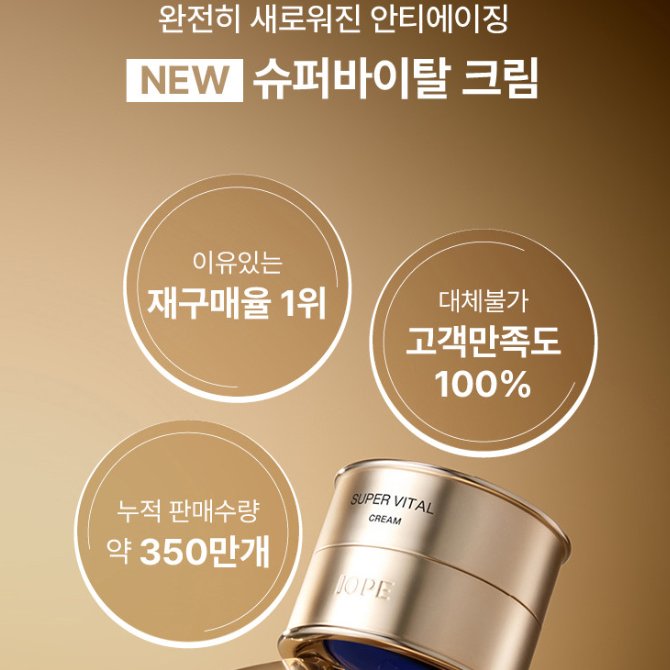 완전히 새로워진 안티에이징
NEW 슈퍼바이탈 크림
이유있는
재구매율 1위
대체불가
고객만족도
100%
누적 판매수량
약 350만개
SUPER VITAL
CREAM
IOPE